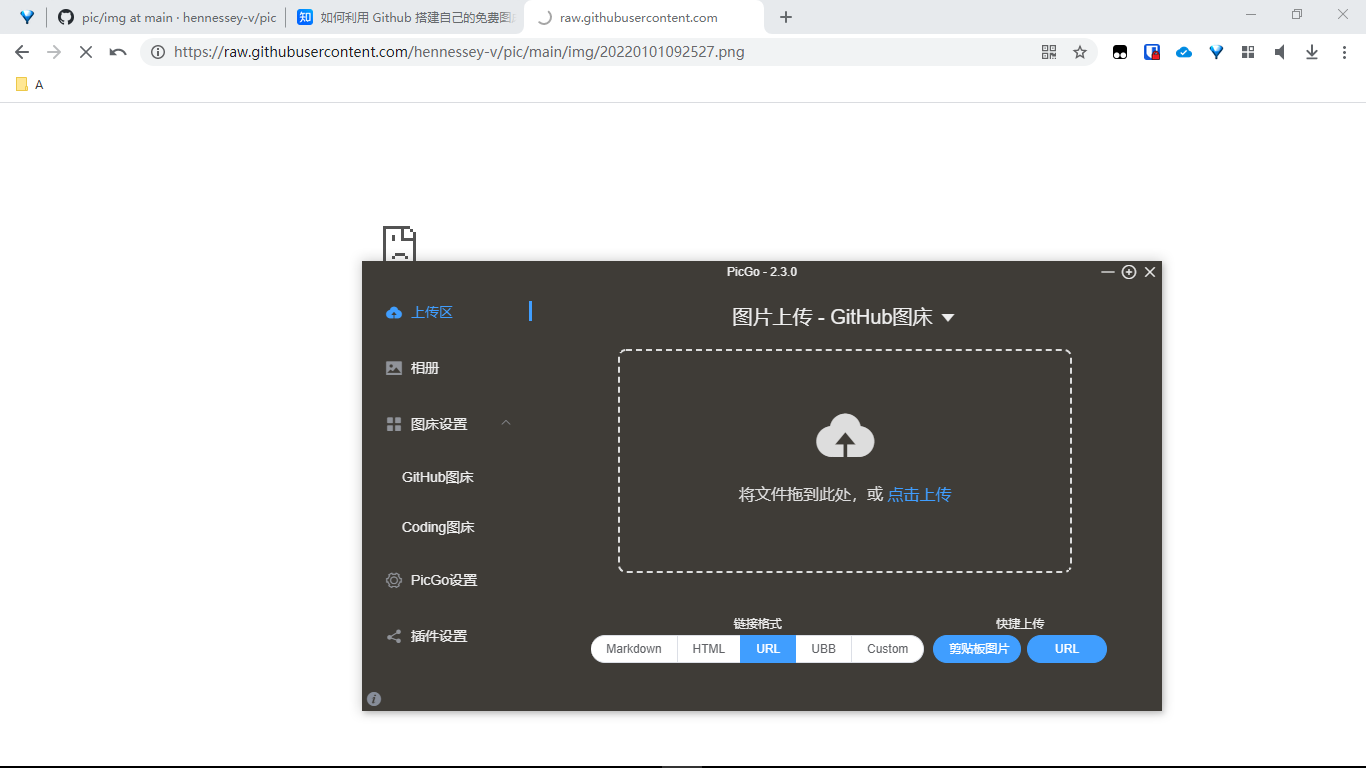 pic/img at main · hennessey-v/pic
知 如何利用 Github 搭建自己的免费图
raw.githubusercontent.com
https://raw.githubusercontent.com/hennessey-v/pic/main/img/20220101092527.png
A
PicGo - 2.3.0
上传区
相册
图床设置
GitHub图床
Coding图床
PicGo设置
插件设置
图片上传 - GitHub图床
将文件拖到此处，或 点击上传
链接格式
Markdown HTML URL UBB Custom
快捷上传
剪贴板图片 URL